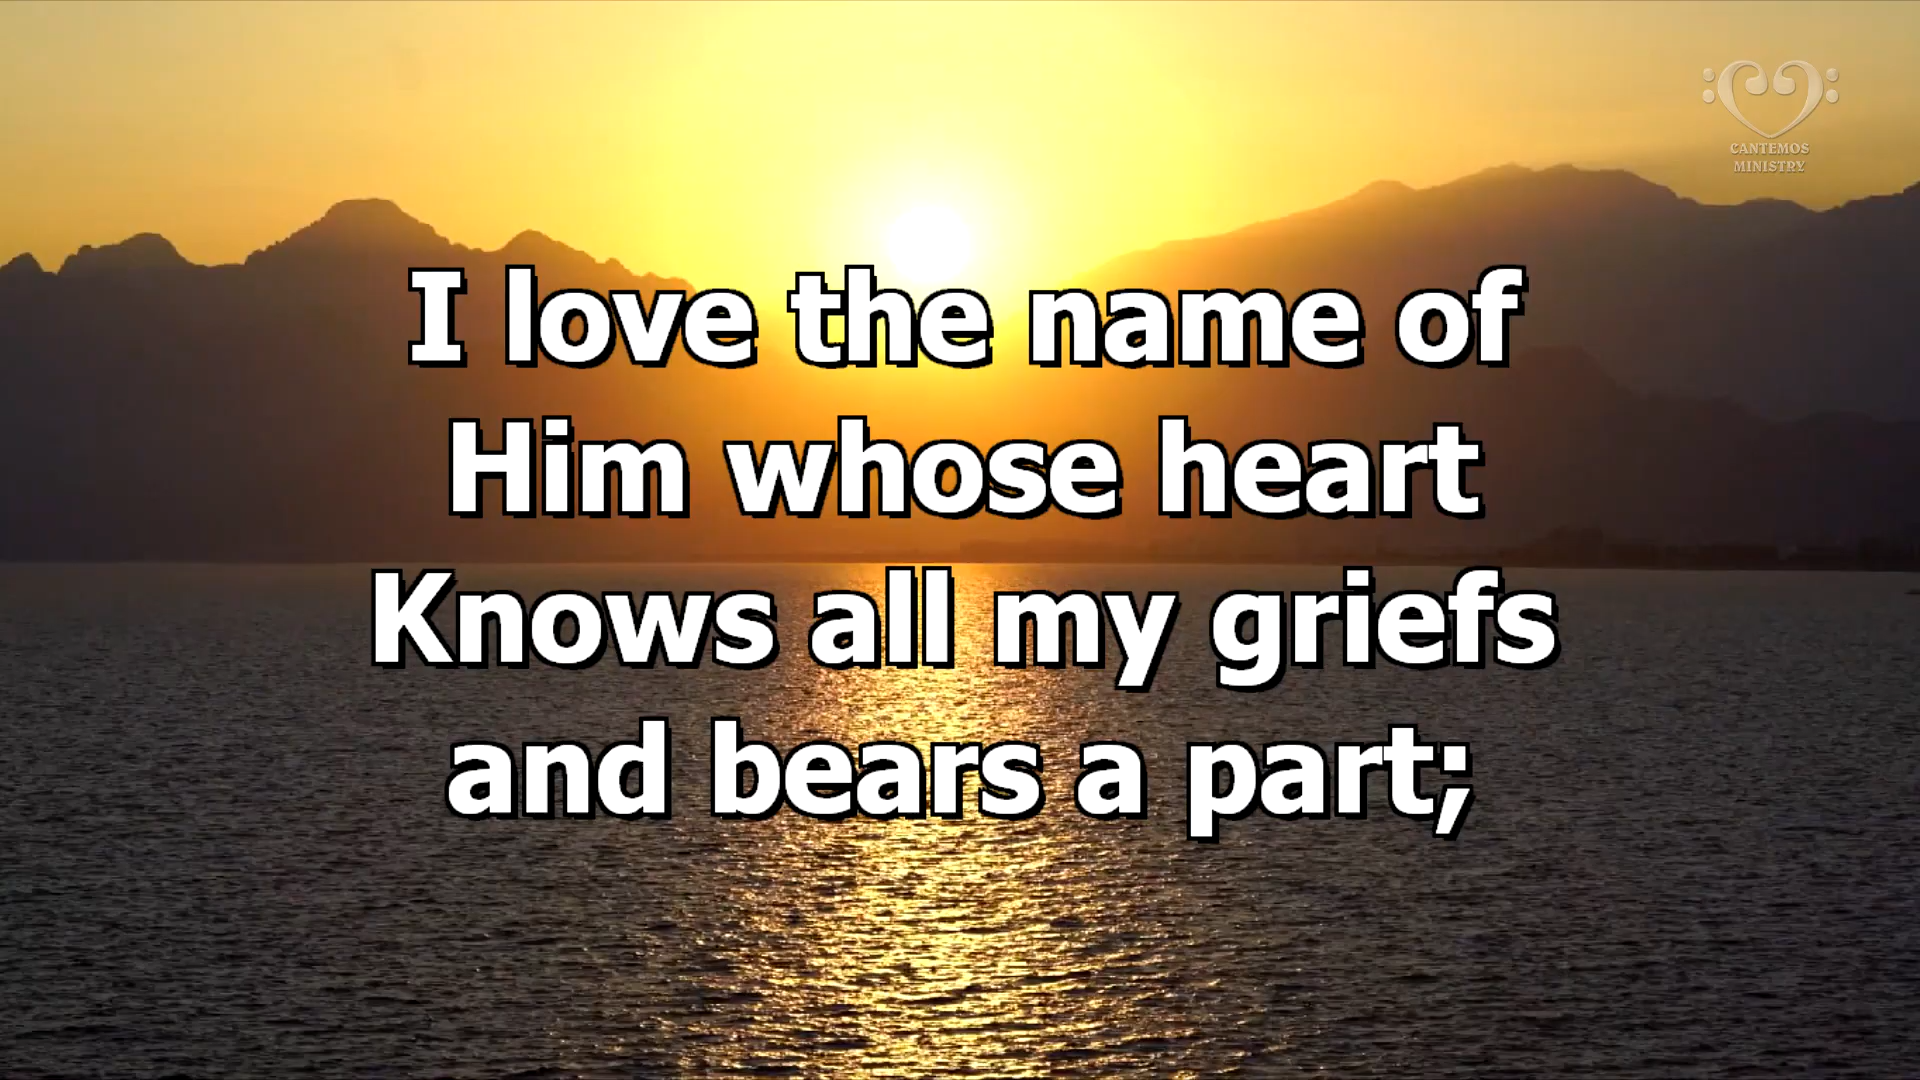 CANTEMOS
MINISTRY
I love the name of
Him whose heart
Knows all my griefs
and bears a part;